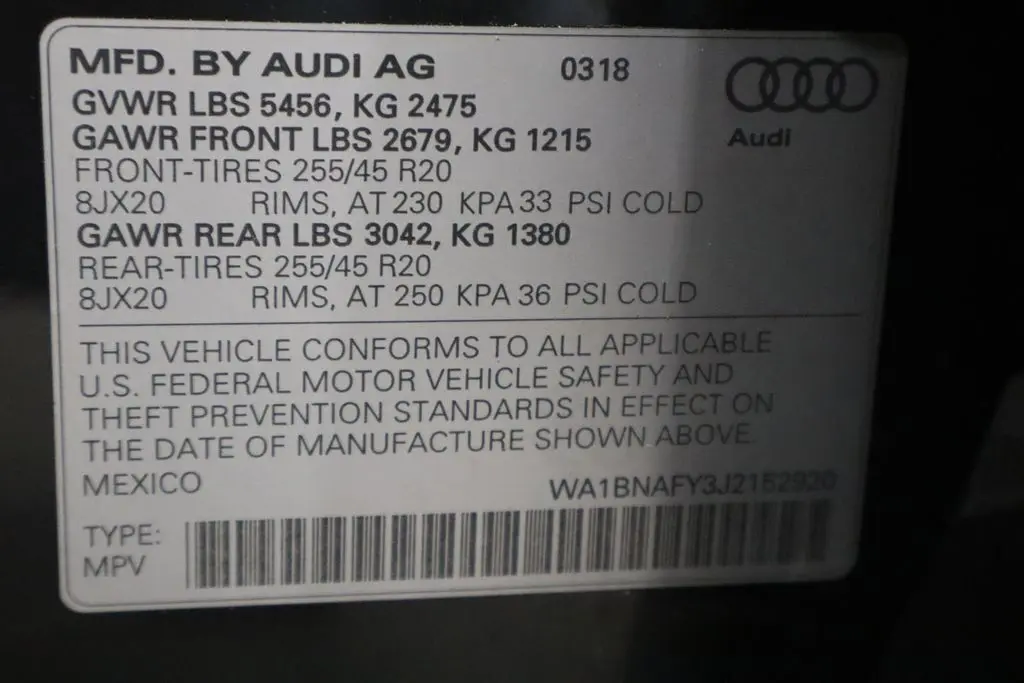 MFD. BY AUDI AG 0318
GVWR LBS 5456, KG 2475
GAWR FRONT LBS 2679, KG 1215
FRONT-TIRES 255/45 R20
8JX20 RIMS, AT 230 KPA 33 PSI COLD
GAWR REAR LBS 3042, KG 1380
REAR-TIRES 255/45 R20
8JX20 RIMS, AT 250 KPA 36 PSI COLD
Audi
THIS VEHICLE CONFORMS TO ALL APPLICABLE
U.S. FEDERAL MOTOR VEHICLE SAFETY AND
THEFT PREVENTION STANDARDS IN EFFECT ON
THE DATE OF MANUFACTURE SHOWN ABOVE.
MEXICO WA1BNAFY3J2152920
TYPE:
MPV